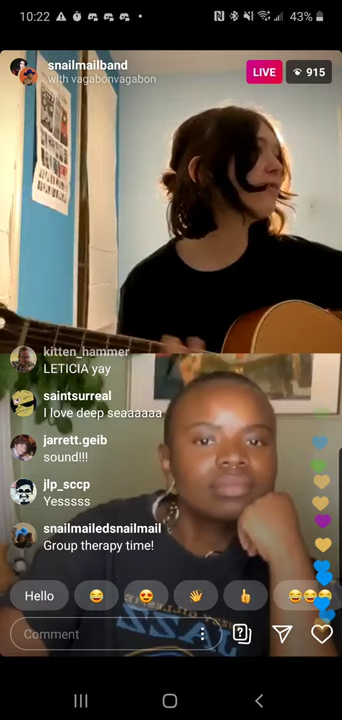 10:22
43%
snailmailband
with vagabonvagabon
LIVE
915
kitten_hammer
LETICIA yay
saintsurreal
I love deep seaaaaaa
jarrett.geib
sound!!!
jlp_sccp
Yesssss
snailmailedsnailmail
Group therapy time!
Hello
JAZZ
Comment